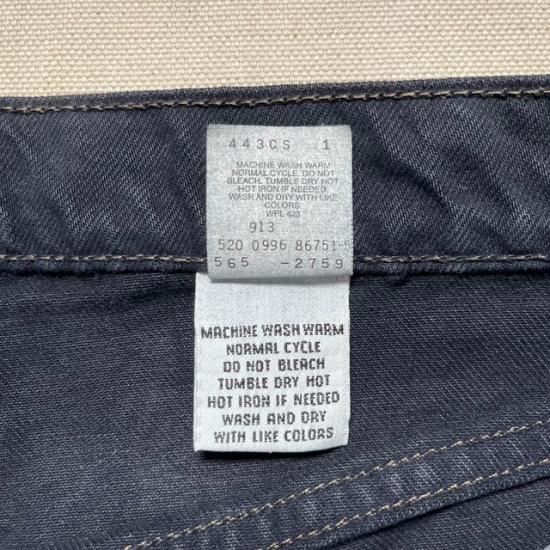 443CS 1
MACHINE WASH WARM
NORMAL CYCLE. DO NOT
BLEACH. TUMBLE DRY HOT
HOT IRON IF NEEDED
WASH AND DRY WITH LIKE
COLORS.
WPL 423
913
520 0996 86751-5
565 -2759
MACHINE WASH WARM
NORMAL CYCLE
DO NOT BLEACH
TUMBLE DRY HOT
HOT IRON IF NEEDED
WASH AND DRY
WITH LIKE COLORS